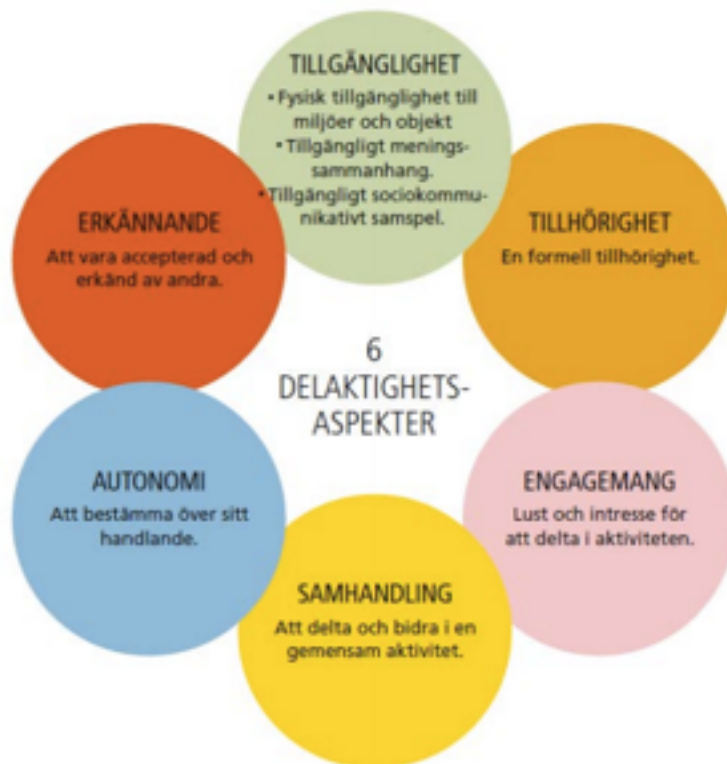 TILLGÄNGLIGHET
• Fysisk tillgänglighet till
miljöer och objekt
• Tillgängligt menings-
sammanhang.
• Tillgängligt sociokommu-
nikativt samspel.
ERKÄNNANDE
Att vara accepterad och
erkänd av andra.
TILLHÖRIGHET
En formell tillhörighet.
6
DELAKTIGHETS-
ASPEKTER
AUTONOMI
Att bestämma över sitt
handlande.
ENGAGEMANG
Lust och intresse för
att delta i aktiviteten.
SAMHANDLING
Att delta och bidra i en
gemensam aktivitet.